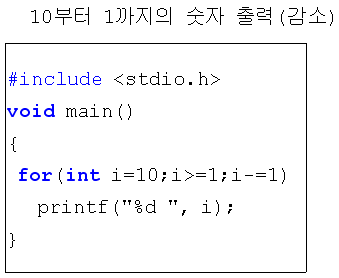 10부터 1까지의 숫자 출력(감소)
#include <stdio.h>
void main()
{
for(int i=10;i>=1;i-=1)
printf("%d ", i);
}